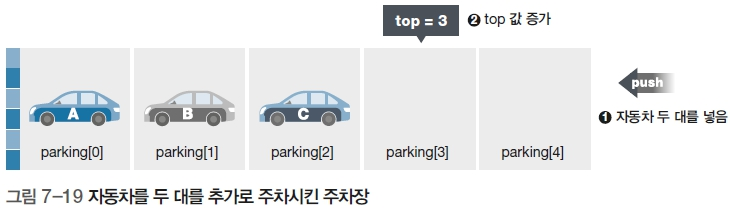 top = 3
❷ top 값 증가
push
❶ 자동차 두 대를 넣음
A
B
C
parking[0]
parking[1]
parking[2]
parking[3]
parking[4]
그림 7-19 자동차를 두 대를 추가로 주차시킨 주차장